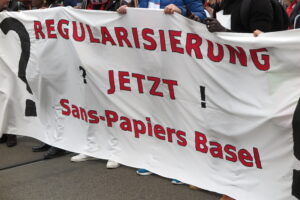 ? REGULARISIERUNG
? JETZT !
Sans-Papiers Basel